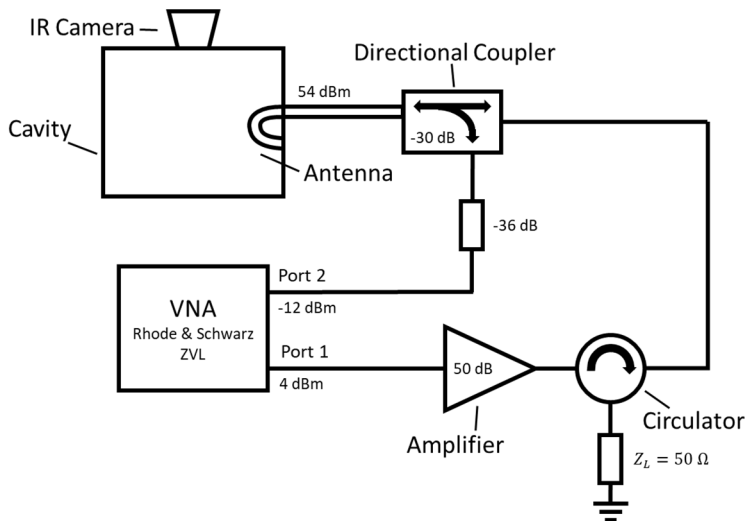 IR Camera
Directional Coupler
54 dBm
Cavity
-30 dB
Antenna
-36 dB
Port 2
VNA
-12 dBm
Rhode & Schwarz
ZVL
Port 1
50 dB
4 dBm
Circulator
Amplifier
Z_L = 50 Ω